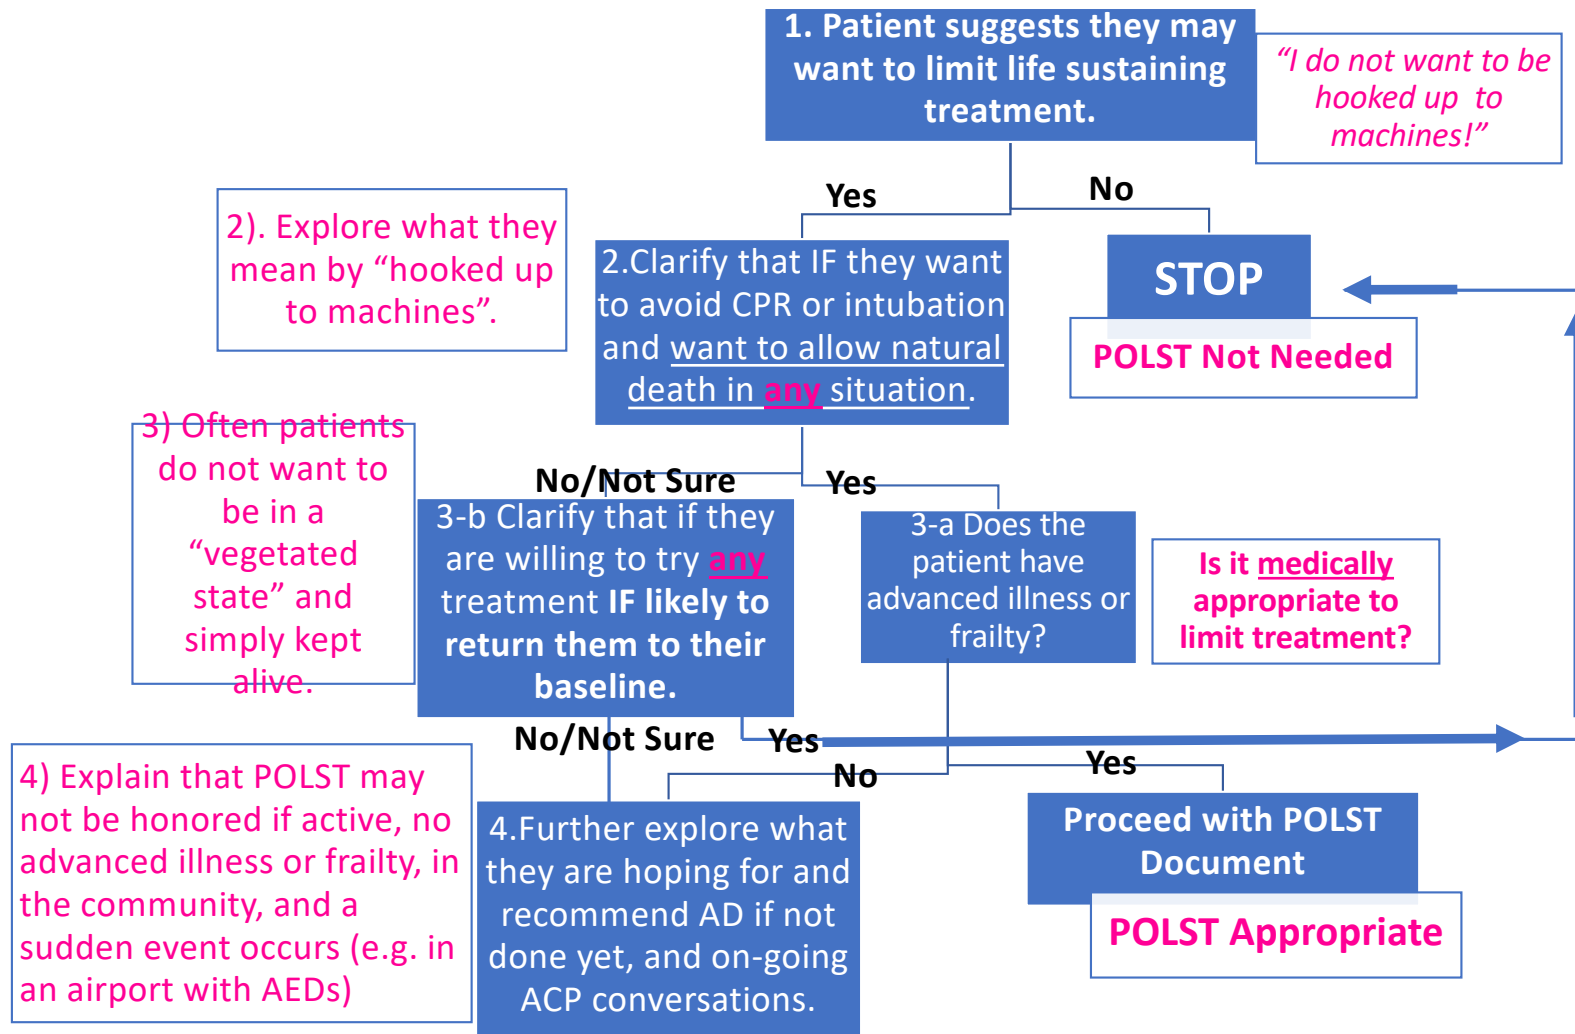 1. Patient suggests they may
want to limit life sustaining
treatment.
“I do not want to be
hooked up to
machines!”
Yes
No
2). Explore what they
mean by “hooked up
to machines”.
2.Clarify that IF they want
to avoid CPR or intubation
and want to allow natural
death in any situation.
STOP
POLST Not Needed
3) Often patients
do not want to
be in a
“vegetated
state” and
simply kept
alive.
No/Not Sure
Yes
3-b Clarify that if they
are willing to try any
treatment IF likely to
return them to their
baseline.
3-a Does the
patient have
advanced illness or
frailty?
Is it medically
appropriate to
limit treatment?
No/Not Sure
Yes
No
Yes
4) Explain that POLST may
not be honored if active, no
advanced illness or frailty, in
the community, and a
sudden event occurs (e.g. in
an airport with AEDs)
4.Further explore what
they are hoping for and
recommend AD if not
done yet, and on-going
ACP conversations.
Proceed with POLST
Document
POLST Appropriate